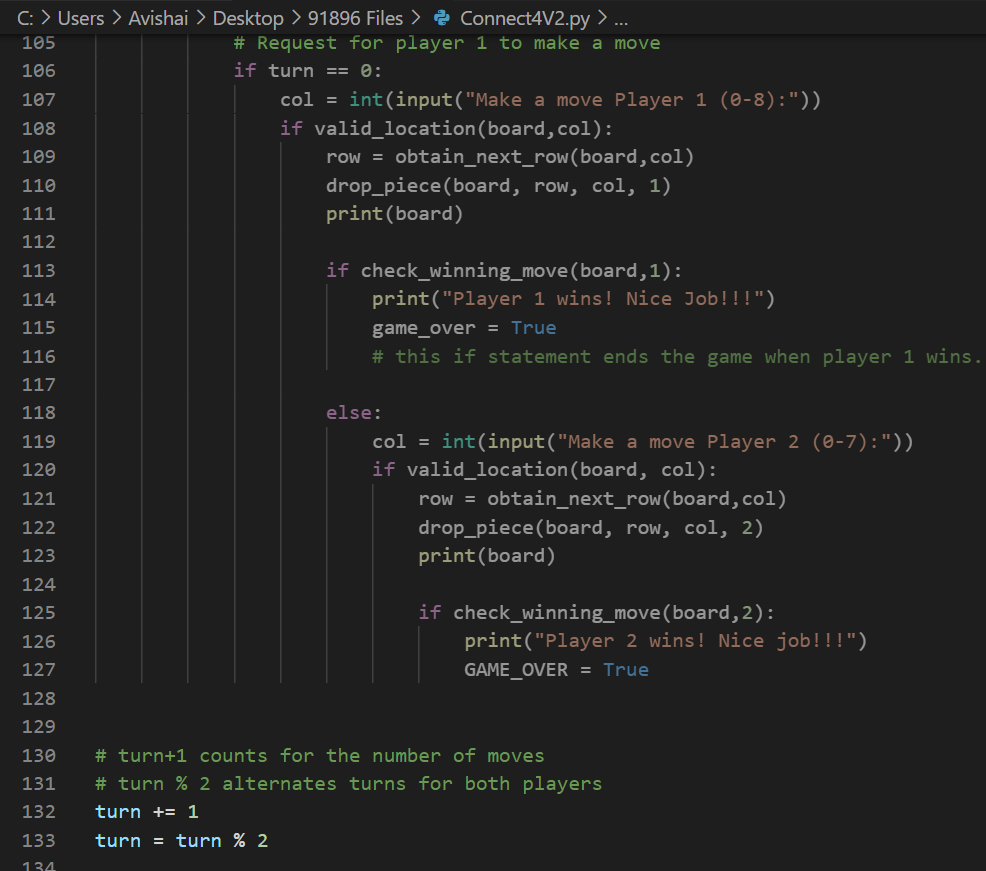 C: > Users > Avishai > Desktop > 91896 Files > Connect4V2.py > ...
105 # Request for player 1 to make a move
106 if turn == 0:
107 col = int(input("Make a move Player 1 (0-8):"))
108 if valid_location(board,col):
109 row = obtain_next_row(board,col)
110 drop_piece(board, row, col, 1)
111 print(board)
112
113 if check_winning_move(board,1):
114 print("Player 1 wins! Nice Job!!!")
115 game_over = True
116 # this if statement ends the game when player 1 wins.
117
118 else:
119 col = int(input("Make a move Player 2 (0-7):"))
120 if valid_location(board, col):
121 row = obtain_next_row(board,col)
122 drop_piece(board, row, col, 2)
123 print(board)
124
125 if check_winning_move(board,2):
126 print("Player 2 wins! Nice job!!!")
127 GAME_OVER = True
128
129
130 # turn+1 counts for the number of moves
131 # turn % 2 alternates turns for both players
132 turn += 1
133 turn = turn % 2
134